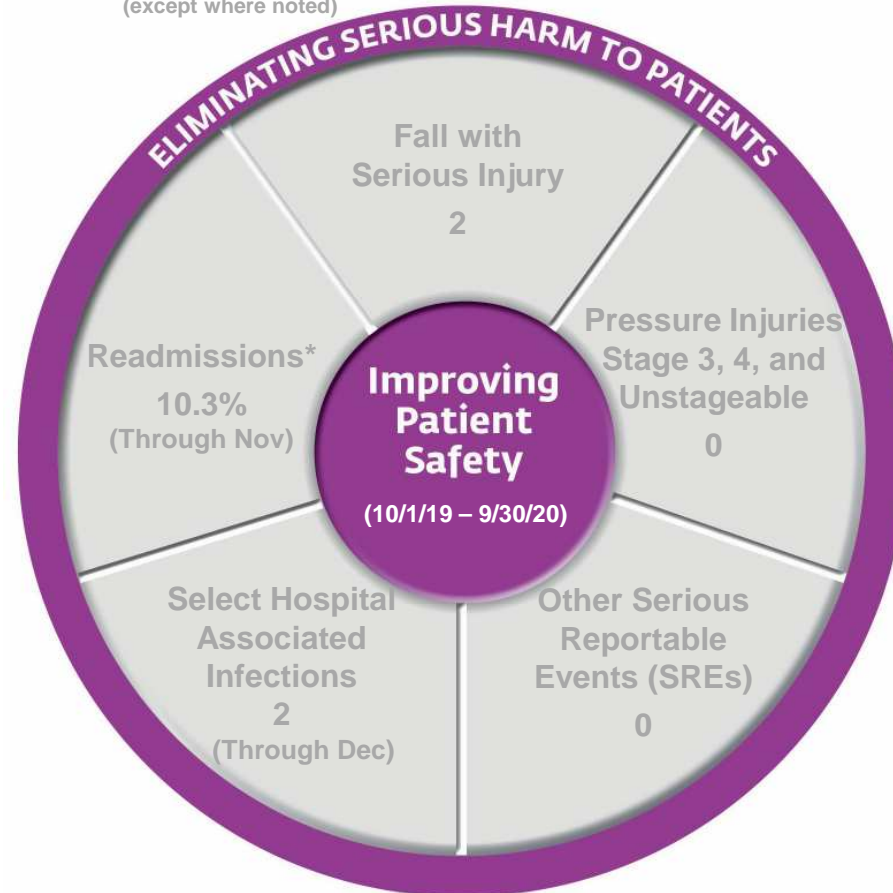 (except where noted)
ELIMINATING SERIOUS HARM TO PATIENTS
Fall with
Serious Injury
2
Pressure Injuries
Stage 3, 4, and
Unstageable
0
Readmissions*
10.3%
(Through Nov)
Improving
Patient
Safety
(10/1/19 – 9/30/20)
Select Hospital
Associated
Infections
2
(Through Dec)
Other Serious
Reportable
Events (SREs)
0